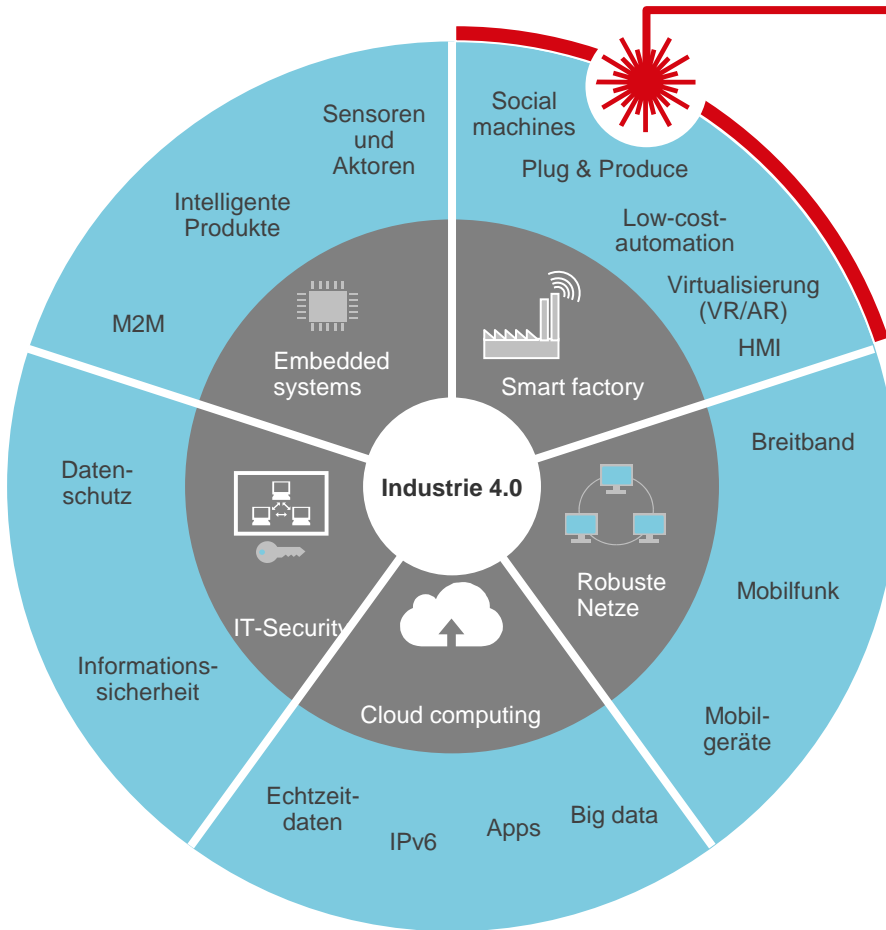 Sensoren
und
Aktoren
Intelligente
Produkte
M2M
Embedded
systems
Social
machines
Plug & Produce
Low-cost-
automation
Virtualisierung
(VR/AR)
HMI
Smart factory
Industrie 4.0
Breitband
Mobilfunk
Mobil-
geräte
Robuste
Netze
Daten-
schutz
Informations-
sicherheit
IT-Security
Cloud computing
Echtzeit-
daten
IPv6
Apps
Big data